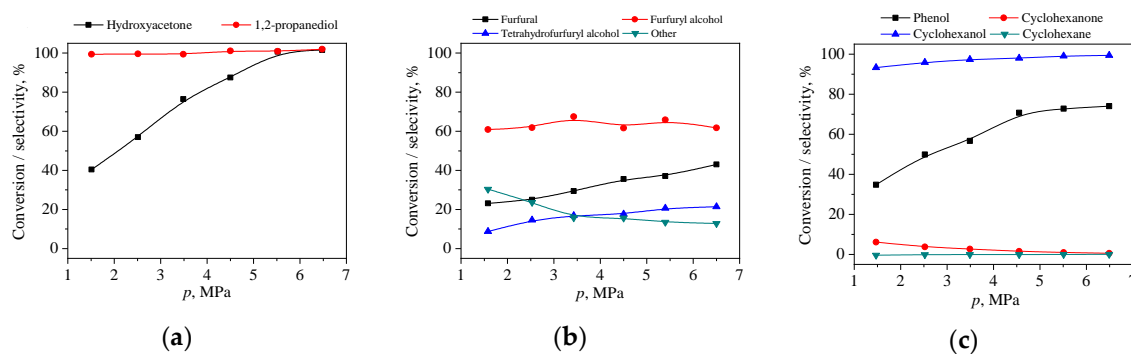 Hydroxyacetone 1,2-propanediol
100
80
60
40
20
0
Conversion / selectivity, %
1 2 3 4 5 6 7
p, MPa
(a)
Furfural Furfuryl alcohol
Tetrahydrofurfuryl alcohol Other
100
80
60
40
20
0
Conversion / selectivity, %
1 2 3 4 5 6 7
p, MPa
(b)
Phenol Cyclohexanone
Cyclohexanol Cyclohexane
100
80
60
40
20
0
Conversion / selectivity, %
1 2 3 4 5 6 7
p, MPa
(c)